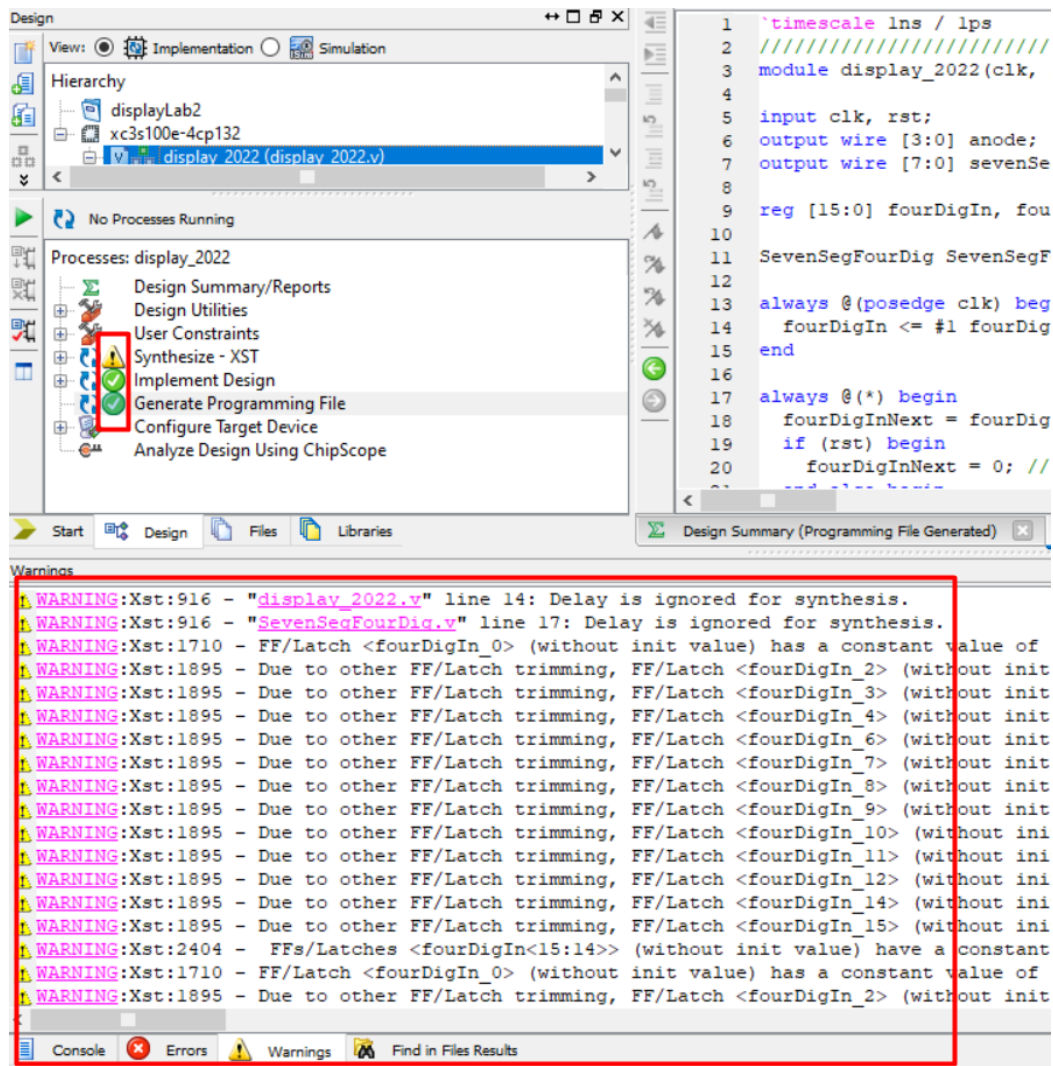 Design
View: Implementation Simulation
Hierarchy
displayLab2
xc3s100e-4cp132
display_2022 (display_2022.v)
No Processes Running
Processes: display_2022
Design Summary/Reports
Design Utilities
User Constraints
Synthesize - XST
Implement Design
Generate Programming File
Configure Target Device
Analyze Design Using ChipScope
Start Design Files Libraries
1 `timescale 1ns / 1ps
2 //////////////////////////
3 module display_2022(clk,
4
5 input clk, rst;
6 output wire [3:0] anode;
7 output wire [7:0] sevenSe
8
9 reg [15:0] fourDigIn, fou
10
11 SevenSegFourDig SevenSegF
12
13 always @(posedge clk) beg
14 fourDigIn <= #1 fourDig
15 end
16
17 always @(*) begin
18 fourDigInNext = fourDig
19 if (rst) begin
20 fourDigInNext = 0; //
Design Summary (Programming File Generated)
Warnings
WARNING:Xst:916 - "display_2022.v" line 14: Delay is ignored for synthesis.
WARNING:Xst:916 - "SevenSegFourDig.v" line 17: Delay is ignored for synthesis.
WARNING:Xst:1710 - FF/Latch <fourDigIn_0> (without init value) has a constant value of
WARNING:Xst:1895 - Due to other FF/Latch trimming, FF/Latch <fourDigIn_2> (without init
WARNING:Xst:1895 - Due to other FF/Latch trimming, FF/Latch <fourDigIn_3> (without init
WARNING:Xst:1895 - Due to other FF/Latch trimming, FF/Latch <fourDigIn_4> (without init
WARNING:Xst:1895 - Due to other FF/Latch trimming, FF/Latch <fourDigIn_6> (without init
WARNING:Xst:1895 - Due to other FF/Latch trimming, FF/Latch <fourDigIn_7> (without init
WARNING:Xst:1895 - Due to other FF/Latch trimming, FF/Latch <fourDigIn_8> (without init
WARNING:Xst:1895 - Due to other FF/Latch trimming, FF/Latch <fourDigIn_9> (without init
WARNING:Xst:1895 - Due to other FF/Latch trimming, FF/Latch <fourDigIn_10> (without ini
WARNING:Xst:1895 - Due to other FF/Latch trimming, FF/Latch <fourDigIn_11> (without ini
WARNING:Xst:1895 - Due to other FF/Latch trimming, FF/Latch <fourDigIn_12> (without ini
WARNING:Xst:1895 - Due to other FF/Latch trimming, FF/Latch <fourDigIn_14> (without ini
WARNING:Xst:1895 - Due to other FF/Latch trimming, FF/Latch <fourDigIn_15> (without ini
WARNING:Xst:2404 - FFs/Latches <fourDigIn<15:14>> (without init value) have a constant
WARNING:Xst:1710 - FF/Latch <fourDigIn_0> (without init value) has a constant value of
WARNING:Xst:1895 - Due to other FF/Latch trimming, FF/Latch <fourDigIn_2> (without init
Console Errors Warnings Find in Files Results